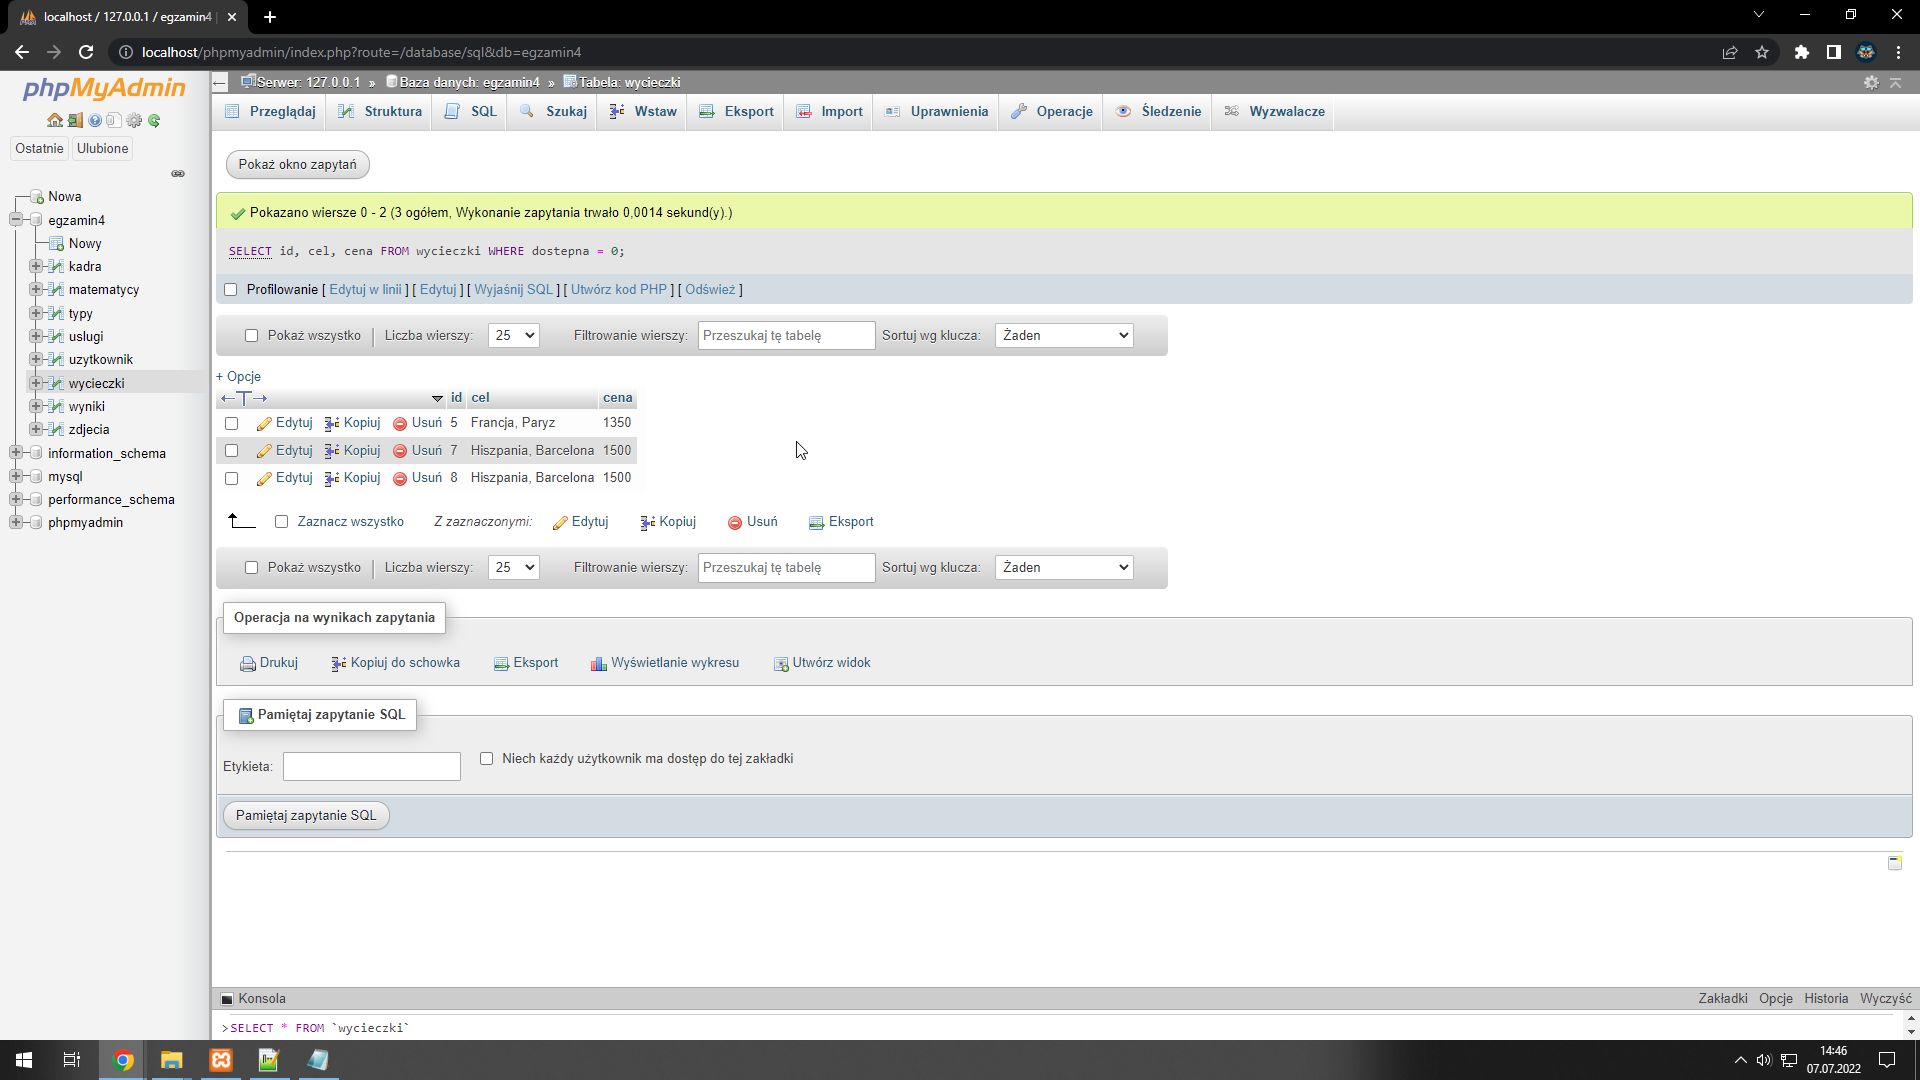 localhost / 127.0.0.1 / egzamin4 |
localhost/phpmyadmin/index.php?route=/database/sql&db=egzamin4
phpMyAdmin
Ostatnie Ulubione
Nowa
egzamin4
Nowy
kadra
matematycy
typy
uslugi
uzytkownik
wycieczki
wyniki
zdjecia
information_schema
mysql
performance_schema
phpmyadmin
Serwer: 127.0.0.1 » Baza danych: egzamin4 » Tabela: wycieczki
Przeglądaj Struktura SQL Szukaj Wstaw Eksport Import Uprawnienia Operacje Śledzenie Wyzwalacze
Pokaż okno zapytań
Pokazano wiersze 0 - 2 (3 ogółem, Wykonanie zapytania trwało 0,0014 sekund(y).)
SELECT id, cel, cena FROM wycieczki WHERE dostepna = 0;
Profilowanie [ Edytuj w linii ] [ Edytuj ] [ Wyjaśnij SQL ] [ Utwórz kod PHP ] [ Odśwież ]
Pokaż wszystko | Liczba wierszy: 25 Filtrowanie wierszy: Przeszukaj tę tabelę Sortuj wg klucza: Żaden
+ Opcje
←T→ id cel cena
Edytuj Kopiuj Usuń 5 Francja, Paryz 1350
Edytuj Kopiuj Usuń 7 Hiszpania, Barcelona 1500
Edytuj Kopiuj Usuń 8 Hiszpania, Barcelona 1500
Zaznacz wszystko Z zaznaczonymi: Edytuj Kopiuj Usuń Eksport
Pokaż wszystko | Liczba wierszy: 25 Filtrowanie wierszy: Przeszukaj tę tabelę Sortuj wg klucza: Żaden
Operacja na wynikach zapytania
Drukuj Kopiuj do schowka Eksport Wyświetlanie wykresu Utwórz widok
Pamiętaj zapytanie SQL
Etykieta: Niech każdy użytkownik ma dostęp do tej zakładki
Pamiętaj zapytanie SQL
Konsola Zakładki Opcje Historia Wyczyść
>SELECT * FROM `wycieczki`
14:46
07.07.2022